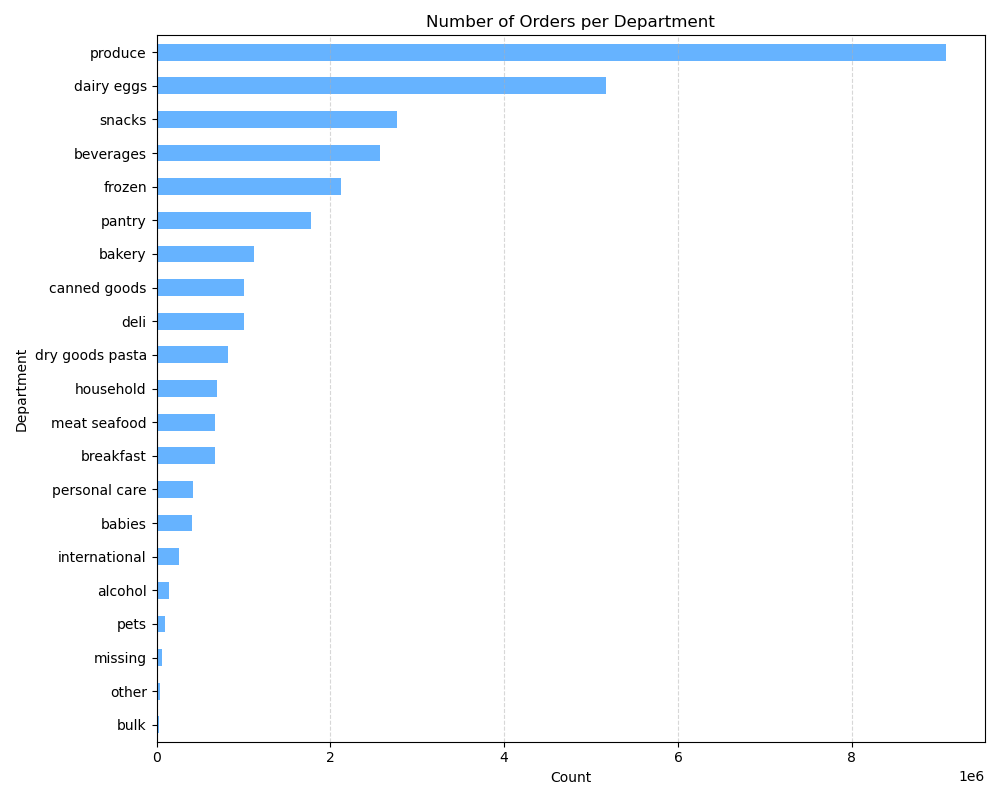 Number of Orders per Department
produce
dairy eggs
snacks
beverages
frozen
pantry
bakery
canned goods
deli
dry goods pasta
household
meat seafood
breakfast
personal care
babies
international
alcohol
pets
missing
other
bulk
Department
0 2 4 6 8
1e6
Count